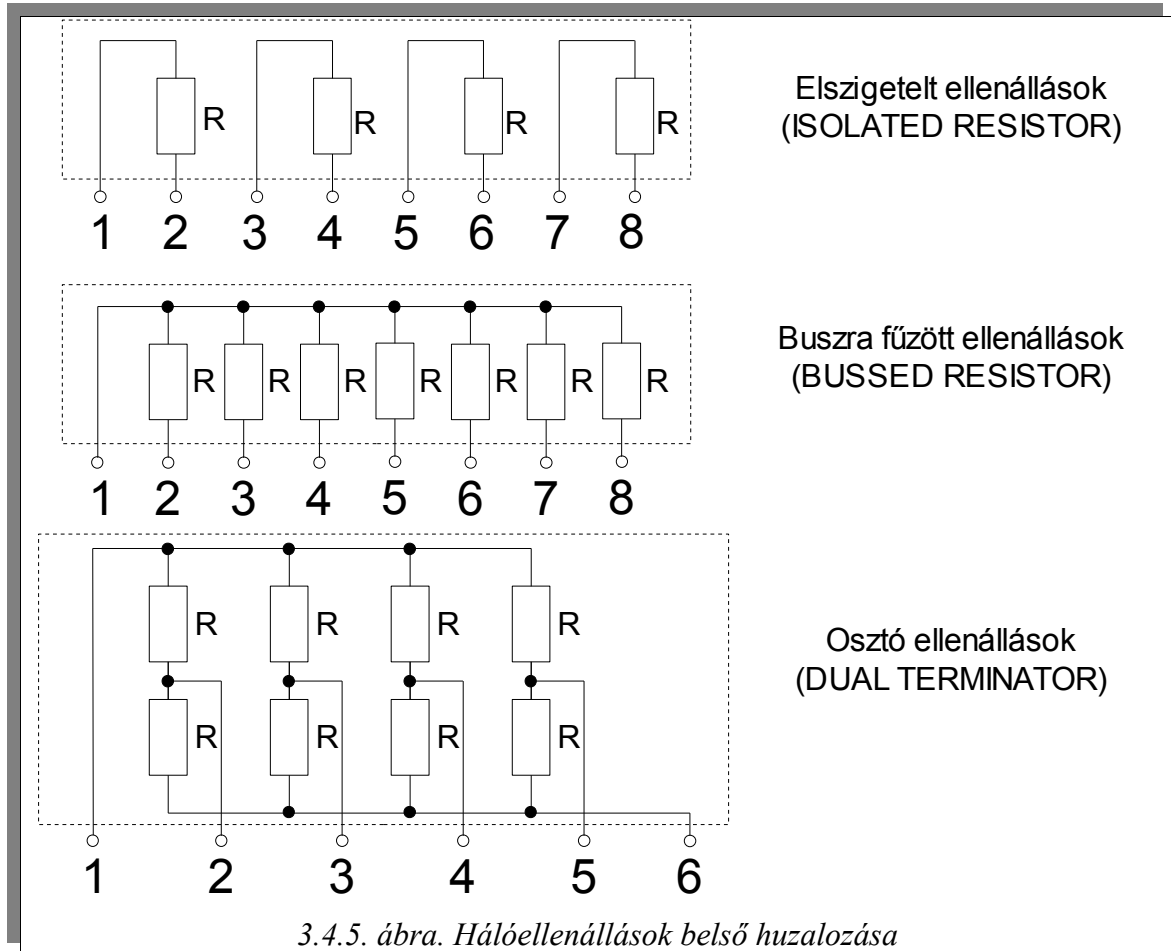 R R R R
1 2 3 4 5 6 7 8
Elszigetelt ellenállások
(ISOLATED RESISTOR)
R R R R R R R
1 2 3 4 5 6 7 8
Buszra fűzött ellenállások
(BUSSED RESISTOR)
R R R R
R R R R
1 2 3 4 5 6
Osztó ellenállások
(DUAL TERMINATOR)
3.4.5. ábra. Hálóellenállások belső huzalozása